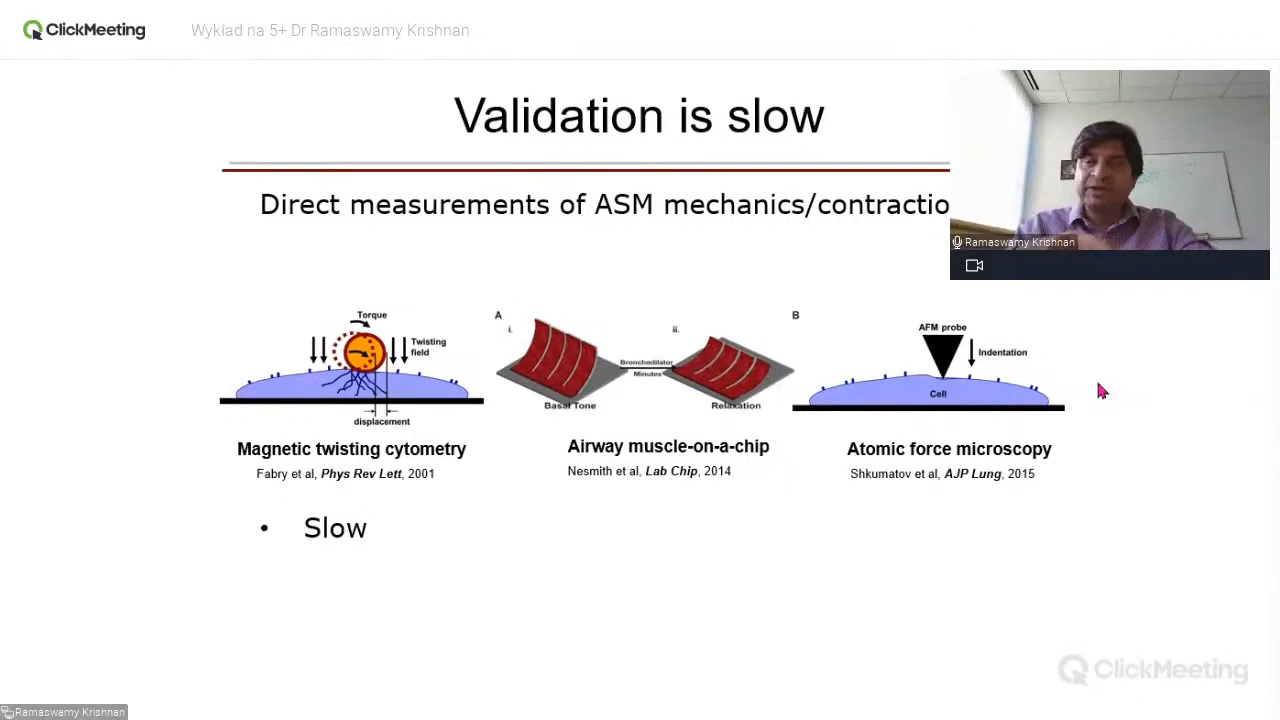 ClickMeeting
Wykład na 5+ Dr Ramaswamy Krishnan
Validation is slow
Direct measurements of ASM mechanics/contractio
Ramaswamy Krishnan
Torque
Twisting
field
displacement
A
i.
ii.
Bronchodilator
Minutes
Basal Tone
Relaxation
B
AFM probe
Indentation
Cell
Magnetic twisting cytometry
Airway muscle-on-a-chip
Atomic force microscopy
Fabry et al, Phys Rev Lett, 2001
Nesmith et al, Lab Chip, 2014
Shkumatov et al, AJP Lung, 2015
• Slow
ClickMeeting
Ramaswamy Krishnan